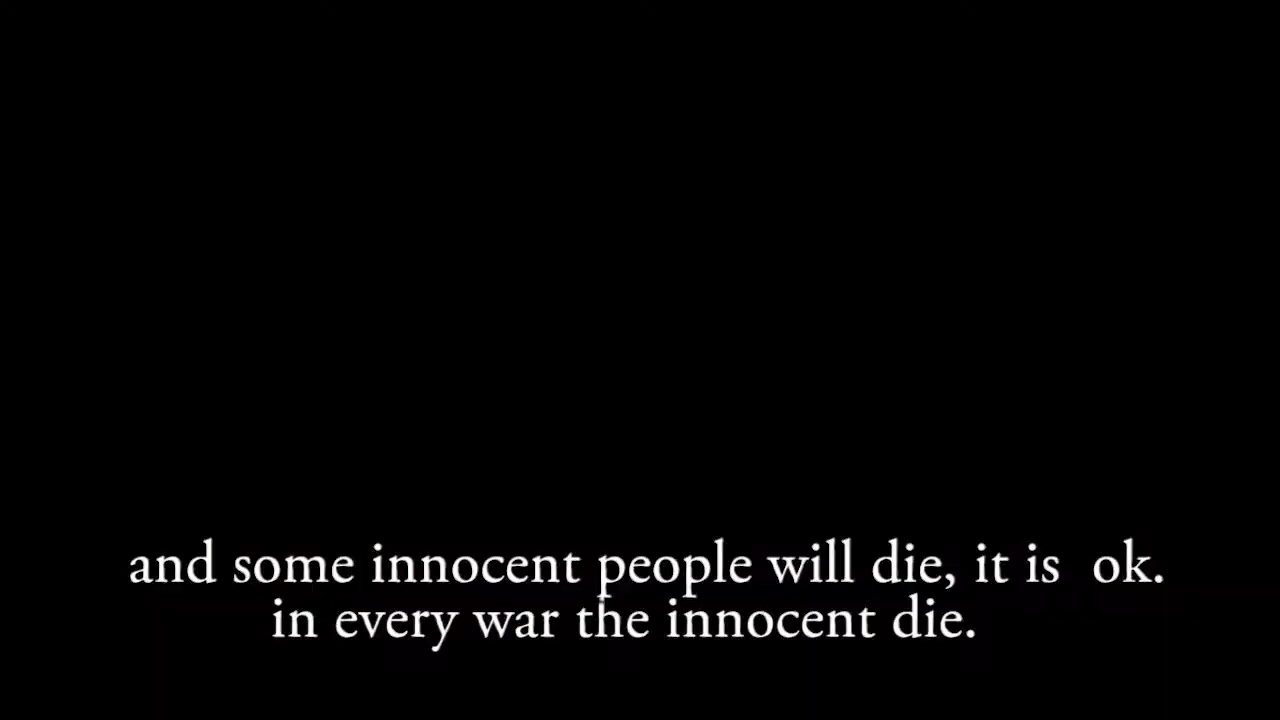 and some innocent people will die, it is  ok.
in every war the innocent die.